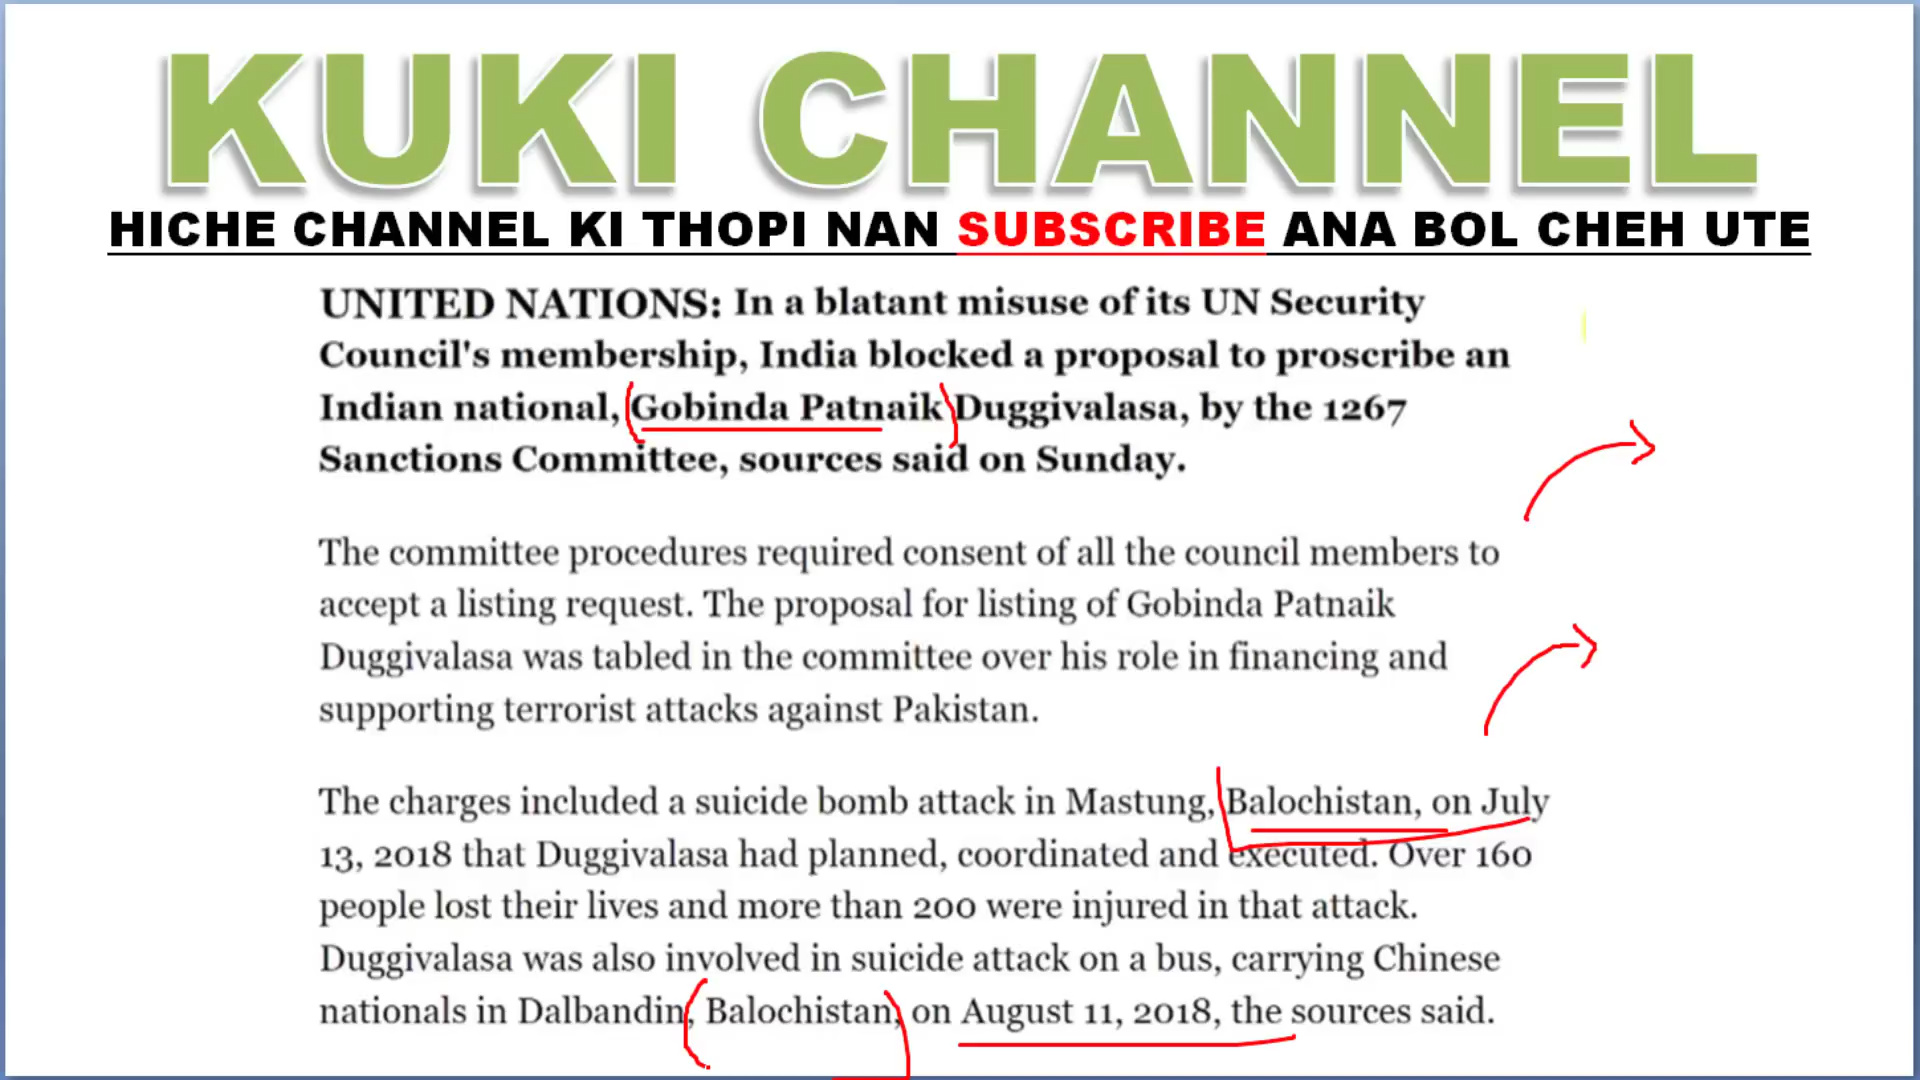 KUKI CHANNEL
HICHE CHANNEL KI THOPI NAN SUBSCRIBE ANA BOL CHEH UTE
UNITED NATIONS: In a blatant misuse of its UN Security
Council's membership, India blocked a proposal to proscribe an
Indian national, Gobinda Patnaik Duggivalasa, by the 1267
Sanctions Committee, sources said on Sunday.
The committee procedures required consent of all the council members to
accept a listing request. The proposal for listing of Gobinda Patnaik
Duggivalasa was tabled in the committee over his role in financing and
supporting terrorist attacks against Pakistan.
The charges included a suicide bomb attack in Mastung, Balochistan, on July
13, 2018 that Duggivalasa had planned, coordinated and executed. Over 160
people lost their lives and more than 200 were injured in that attack.
Duggivalasa was also involved in suicide attack on a bus, carrying Chinese
nationals in Dalbandin, Balochistan, on August 11, 2018, the sources said.